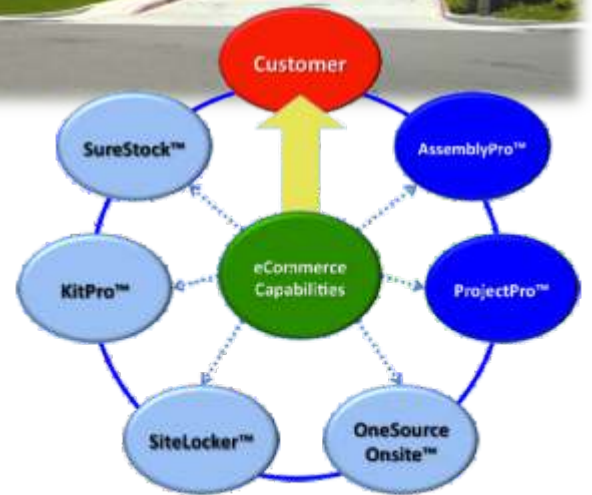 Customer
SureStock™
AssemblyPro™
eCommerce
Capabilities
KitPro™
ProjectPro™
SiteLocker™
OneSource
Onsite™